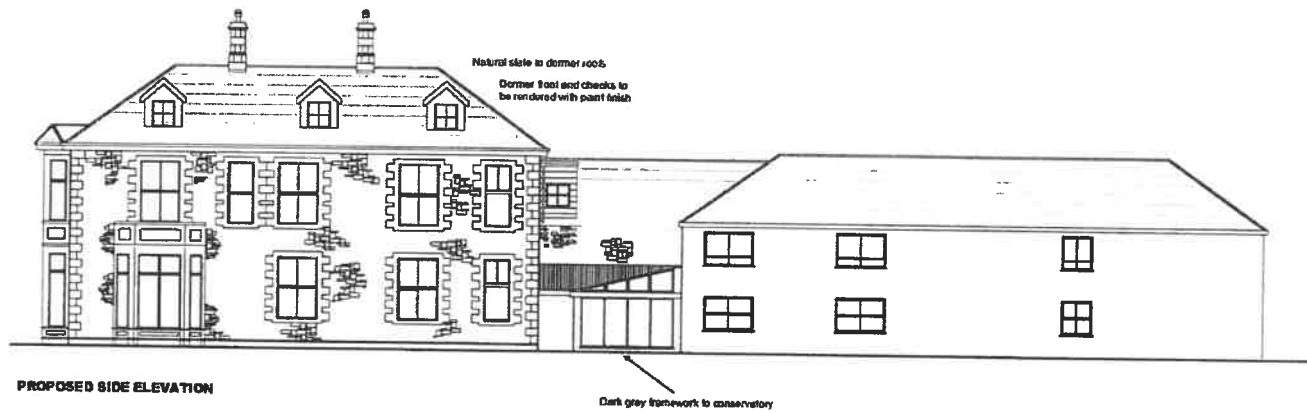 Natural slate to dormer roofs
Dormer front and cheeks to
be rendered with paint finish
PROPOSED SIDE ELEVATION
Dark grey framework to conservatory